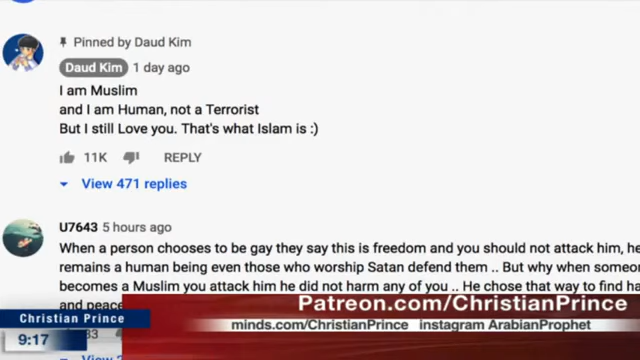 Pinned by Daud Kim
Daud Kim 1 day ago
I am Muslim
and I am Human, not a Terrorist
But I still Love you. That's what Islam is :)
11K REPLY
View 471 replies
U7643 5 hours ago
When a person chooses to be gay they say this is freedom and you should not attack him, he
remains a human being even those who worship Satan defend them .. But why when someon
becomes a Muslim you attack him he did not harm any of you .. He chose that way to find ha
and peace
Patreon.com/ChristianPrince
Christian Prince
minds.com/ChristianPrince instagram ArabianProphet
9:17
33